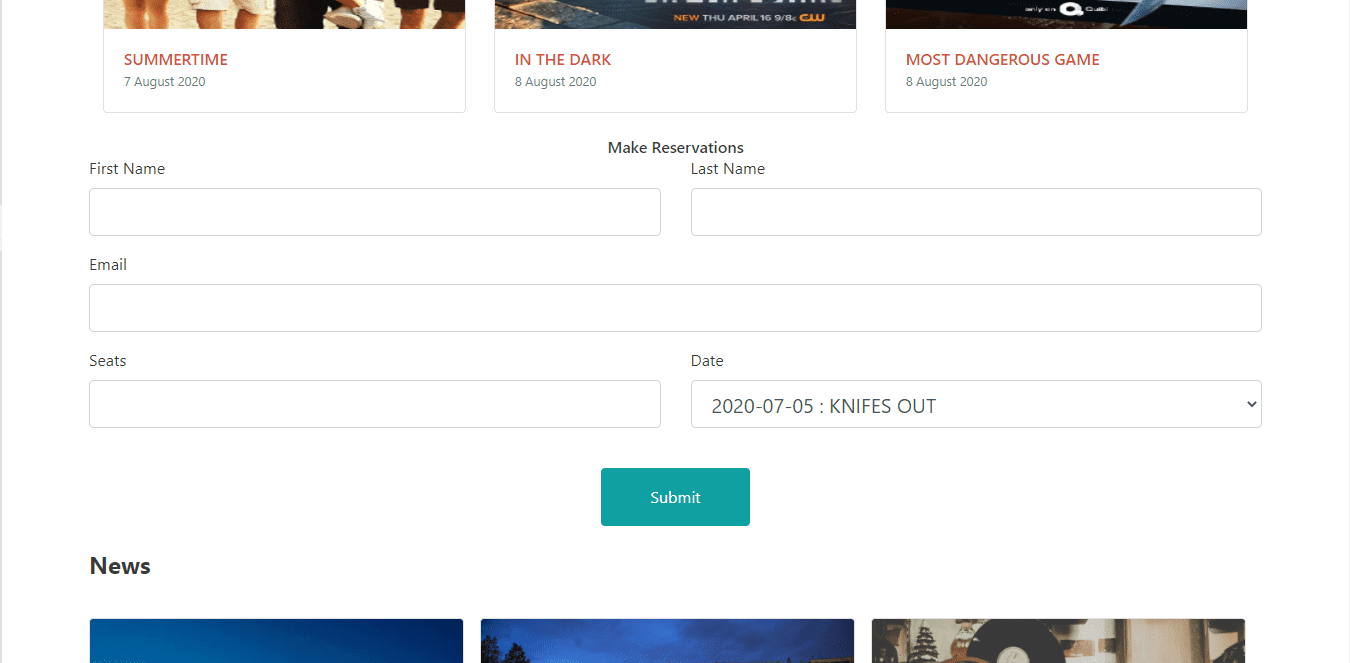 NEW THU APRIL 16 9/8c CW
only on Quibi
SUMMERTIME
7 August 2020
IN THE DARK
8 August 2020
MOST DANGEROUS GAME
8 August 2020
Make Reservations
First Name
Last Name
Email
Seats
Date
2020-07-05 : KNIFES OUT
Submit
News